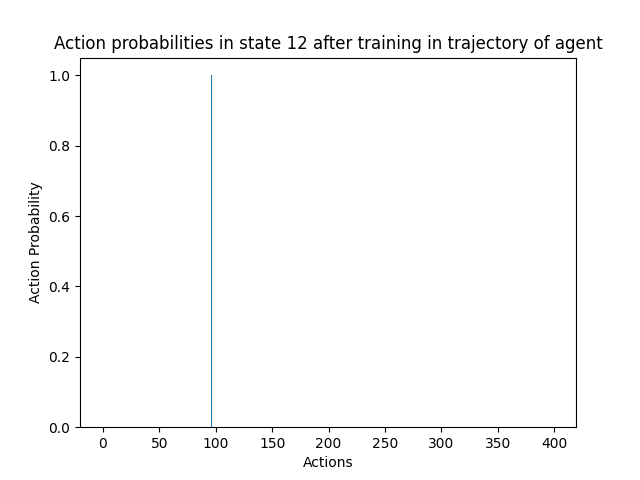 Action probabilities in state 12 after training in trajectory of agent
1.0
0.8
0.6
0.4
0.2
0.0
Action Probability
0 50 100 150 200 250 300 350 400
Actions